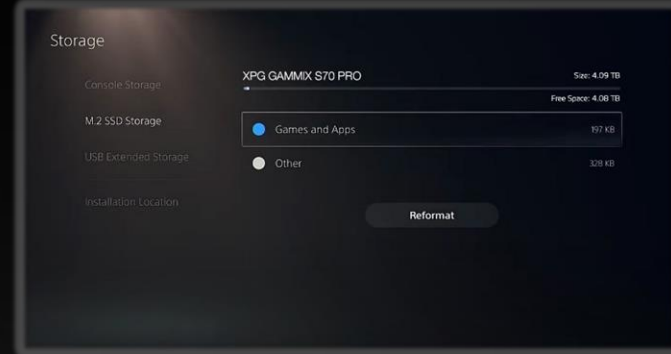 Storage
Console Storage
M.2 SSD Storage
USB Extended Storage
Installation Location
XPG GAMMIX S70 PRO
Size: 4.09 TB
Free Space: 4.08 TB
Games and Apps
197 KB
Other
328 KB
Reformat